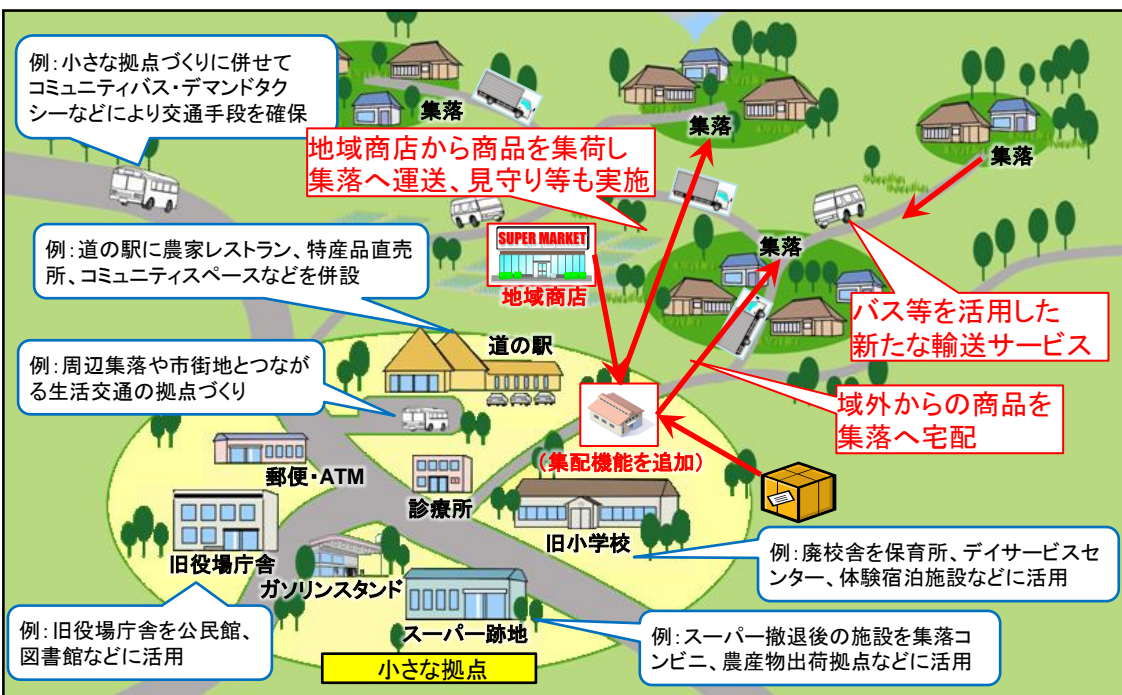 例：小さな拠点づくりに併せて
コミュニティバス・デマンドタク
シーなどにより交通手段を確保
集落
集落
集落
地域商店から商品を集荷し
集落へ運送、見守り等も実施
例：道の駅に農家レストラン、特産品直売
所、コミュニティスペースなどを併設
SUPER MARKET
地域商店
集落
バス等を活用した
新たな輸送サービス
例：周辺集落や市街地とつなが
る生活交通の拠点づくり
道の駅
域外からの商品を
集落へ宅配
（集配機能を追加）
郵便・ATM
診療所
旧小学校
旧役場庁舎
ガソリンスタンド
例：廃校舎を保育所、デイサービスセ
ンター、体験宿泊施設などに活用
スーパー跡地
例：旧役場庁舎を公民館、
図書館などに活用
例：スーパー撤退後の施設を集落コ
ンビニ、農産物出荷拠点などに活用
小さな拠点